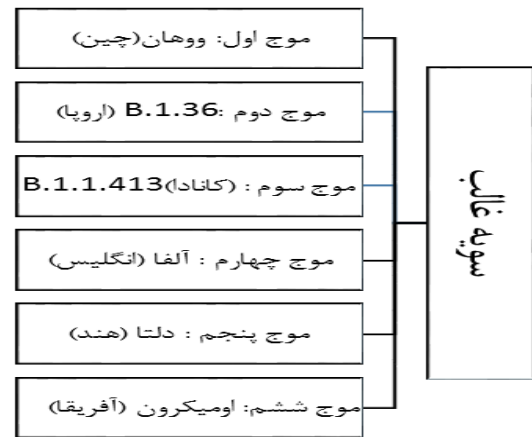 سویه غالب
موج اول: ووهان(چین)
موج دوم :B.1.36 (اروپا)
موج سوم : (کانادا)B.1.1.413
موج چهارم : آلفا (انگلیس)
موج پنجم : دلتا (هند)
موج ششم: اومیکرون (آفریقا)